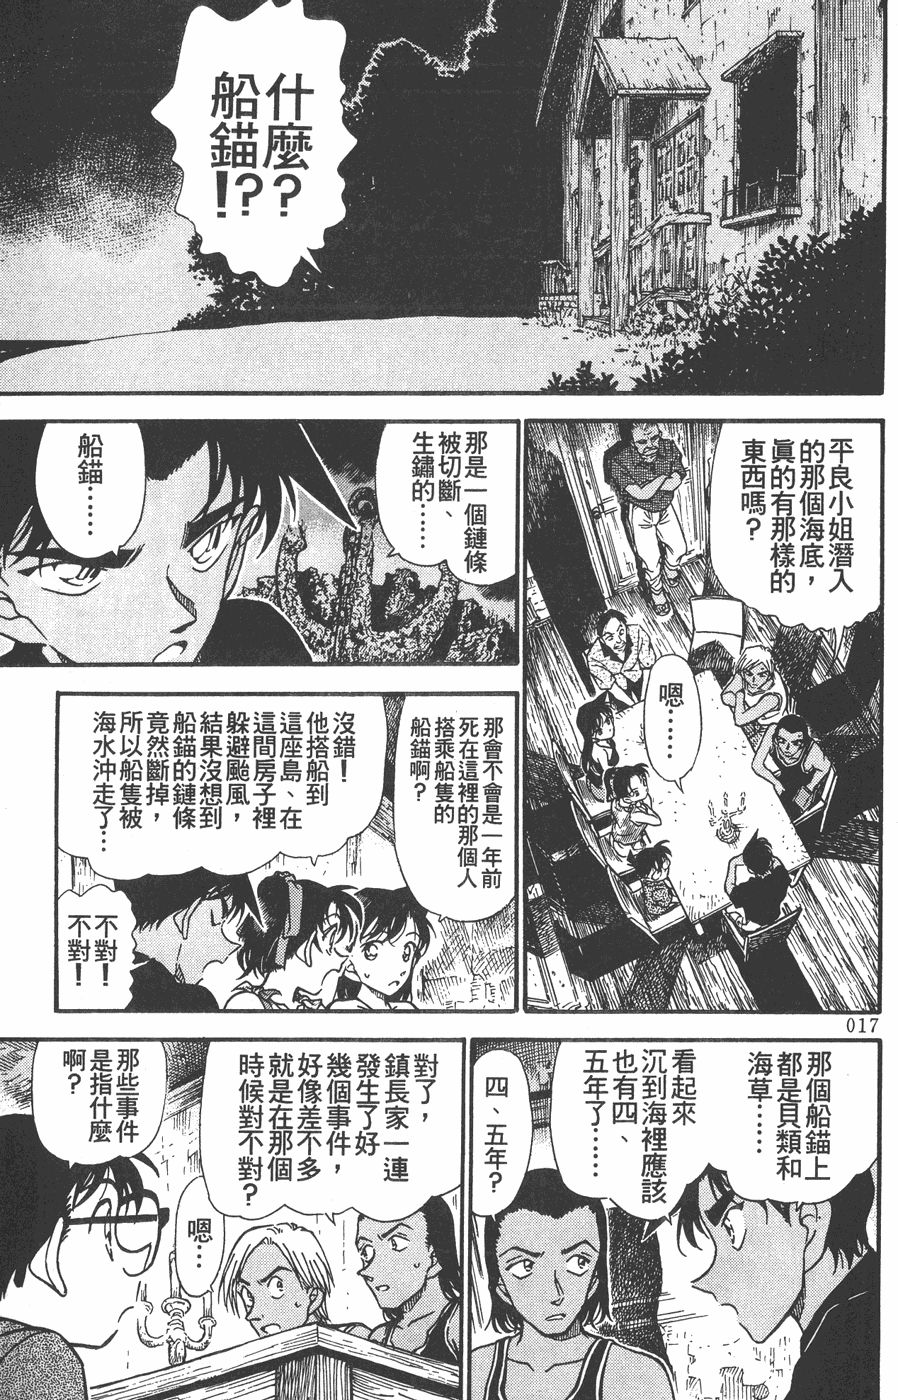 什麼？
船錨！？
平良小姐潛入
的那個海底，
真的有那樣的
東西嗎？
嗯……
那是一個鏈條
被切斷、
生鏽的……
船錨……
那會不會是一年前
死在這裡的那個人
搭乘船隻的
船錨啊？
沒錯！
他搭船到
這座島、在
這間房子裡
躲避颱風，
結果沒想到
船錨的鏈條
竟然斷掉，
所以船隻被
海水沖走了…
不對！
不對！
017
那個船錨上
都是貝類和
海草……
看起來
沉到海裡應該
也有四、
五年了……
四、五年？
對了，
鎮長家一連
發生了好
幾個事件，
好像差不多
就是在那個
時候對不對？
嗯…
那些事件
是指什麼
啊？